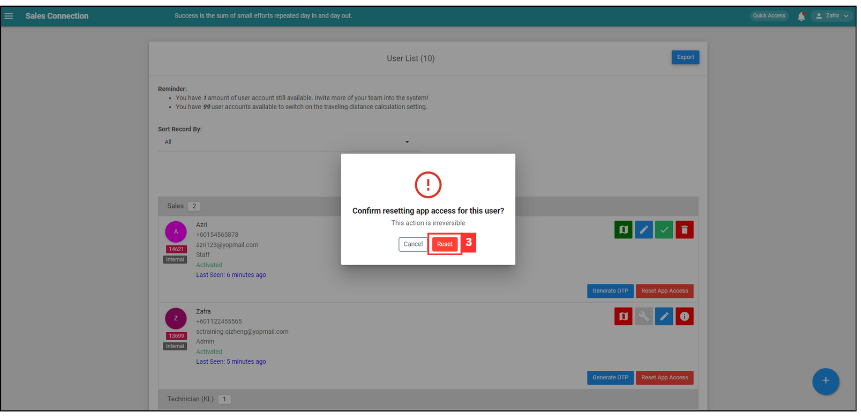 Sales Connection
Success is the sum of small efforts repeated day in and day out.
Quick Access
Zafra
User List (10)
Export
Reminder:
• You have 1 amount of user account still available. Invite more of your team into the system!
• You have 99 user accounts available to switch on the traveling distance calculation setting.
Sort Record By:
All
Confirm resetting app access for this user?
This action is irreversible
Cancel
Reset
3
Sales 2
A
14621
Internal
Azri
+60154565878
azri123@yopmail.com
Staff
Activated
Last Seen: 6 minutes ago
Generate OTP
Reset App Access
Z
Internal
Zafra
+601122455565
sctraining.qizheng@yopmail.com
Admin
Activated
Last Seen: 5 minutes ago
Generate OTP
Reset App Access
Technician (KL) 1